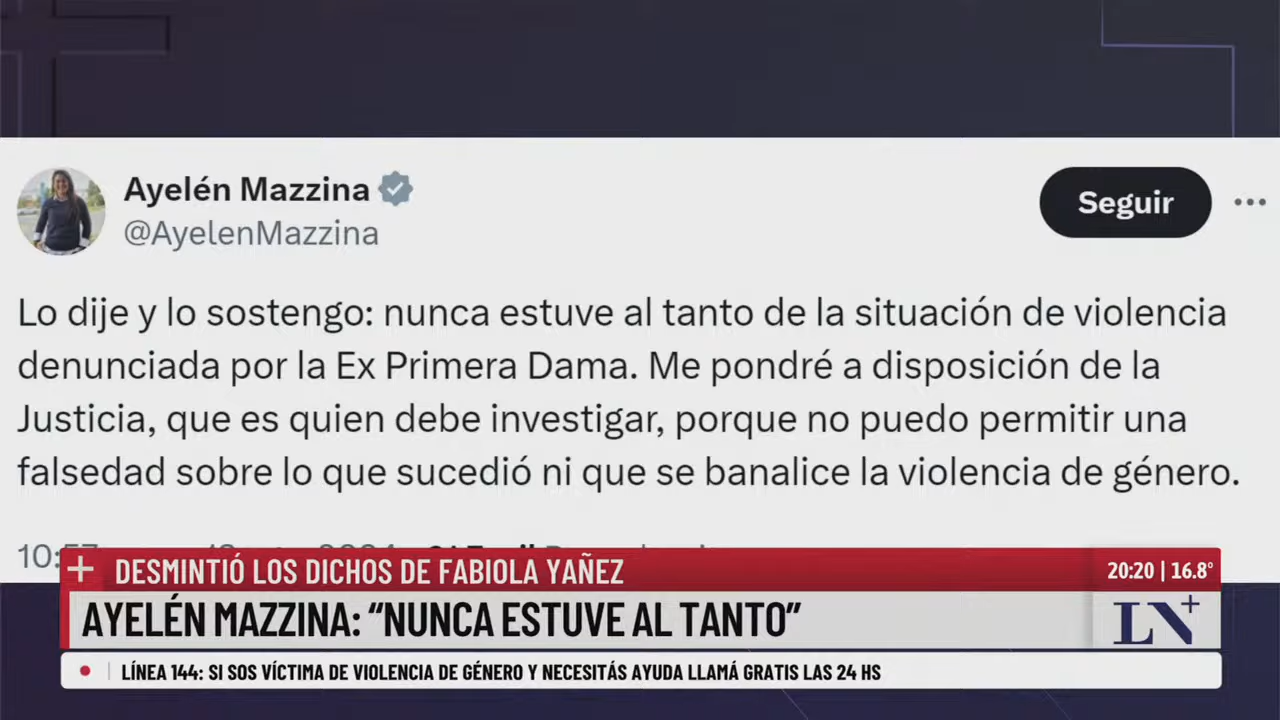 Ayelén Mazzina
@AyelenMazzina
Seguir
Lo dije y lo sostengo: nunca estuve al tanto de la situación de violencia
denunciada por la Ex Primera Dama. Me pondré a disposición de la
Justicia, que es quien debe investigar, porque no puedo permitir una
falsedad sobre lo que sucedió ni que se banalice la violencia de género.
DESMINTIÓ LOS DICHOS DE FABIOLA YAÑEZ
20:20 | 16.8°
AYELÉN MAZZINA: “NUNCA ESTUVE AL TANTO”
LN+
LÍNEA 144: SI SOS VÍCTIMA DE VIOLENCIA DE GÉNERO Y NECESITÁS AYUDA LLAMÁ GRATIS LAS 24 HS